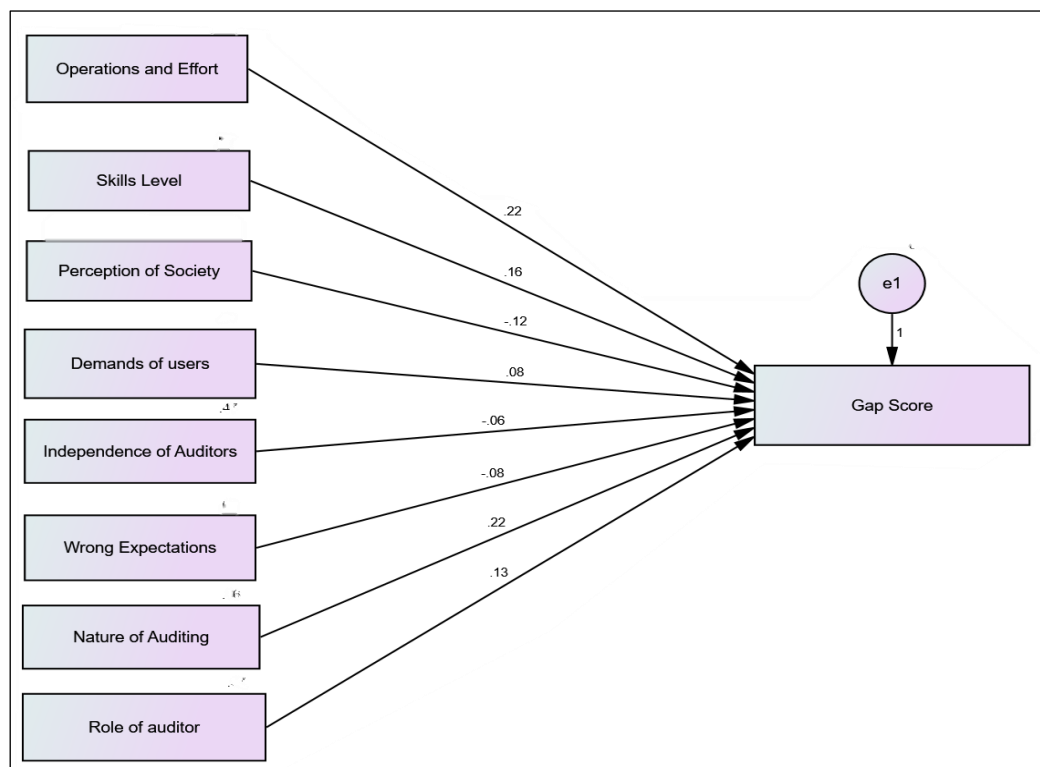 Operations and Effort
Skills Level
.22
Perception of Society
.16
e1
-.12
1
Demands of users
.08
Gap Score
Independence of Auditors
-.06
-.08
Wrong Expectations
.22
.13
Nature of Auditing
Role of auditor